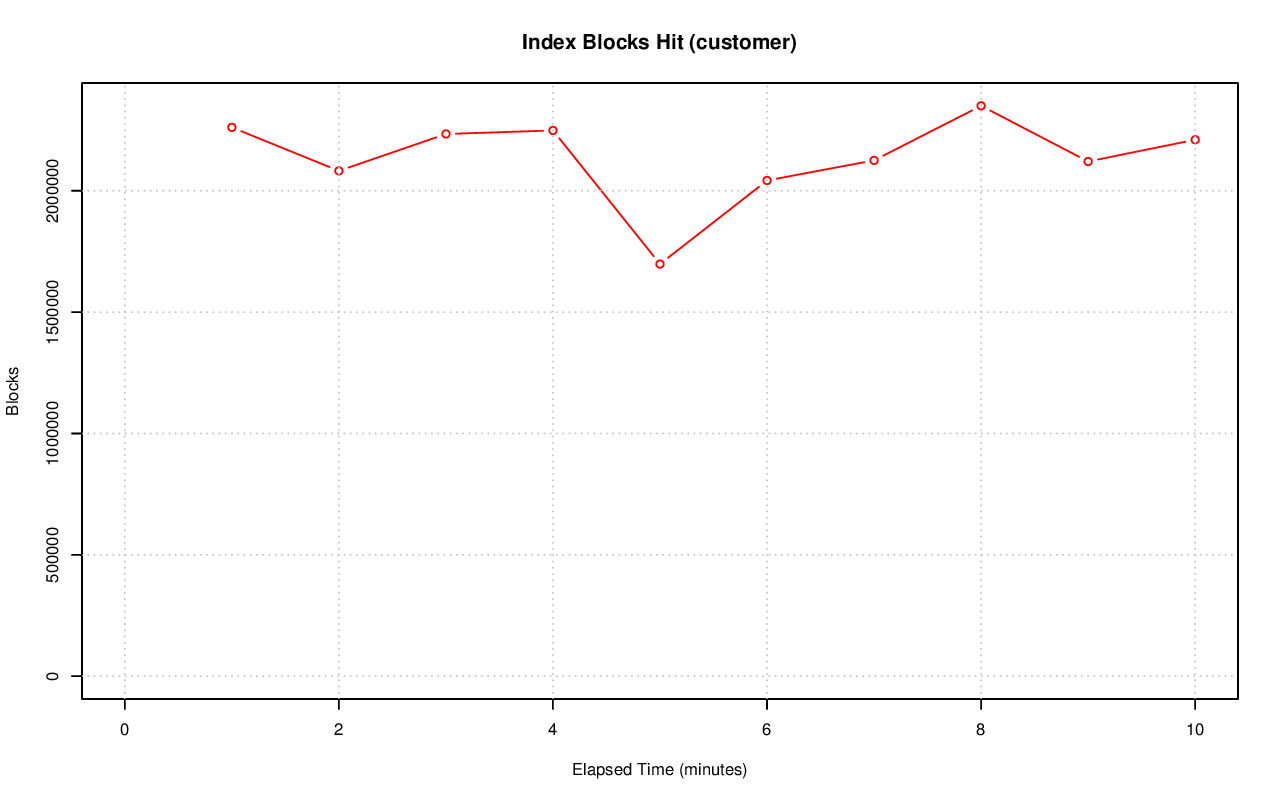 Index Blocks Hit (customer)
Blocks
2000000
1500000
1000000
500000
0
0 2 4 6 8 10
Elapsed Time (minutes)